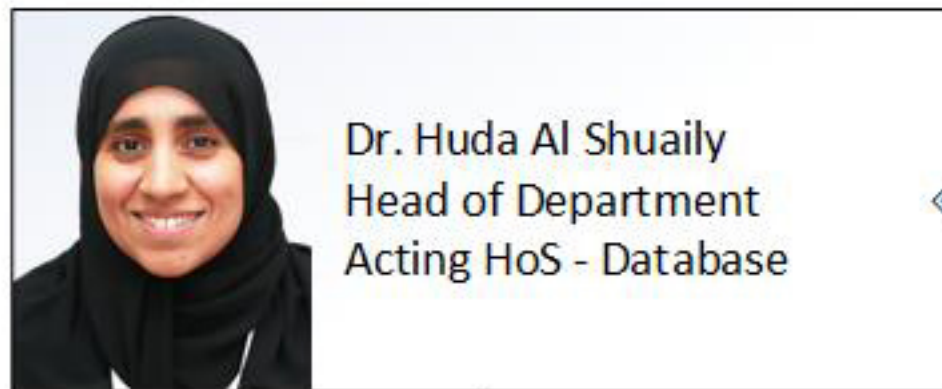 Dr. Huda Al Shuaily
Head of Department
Acting HoS - Database